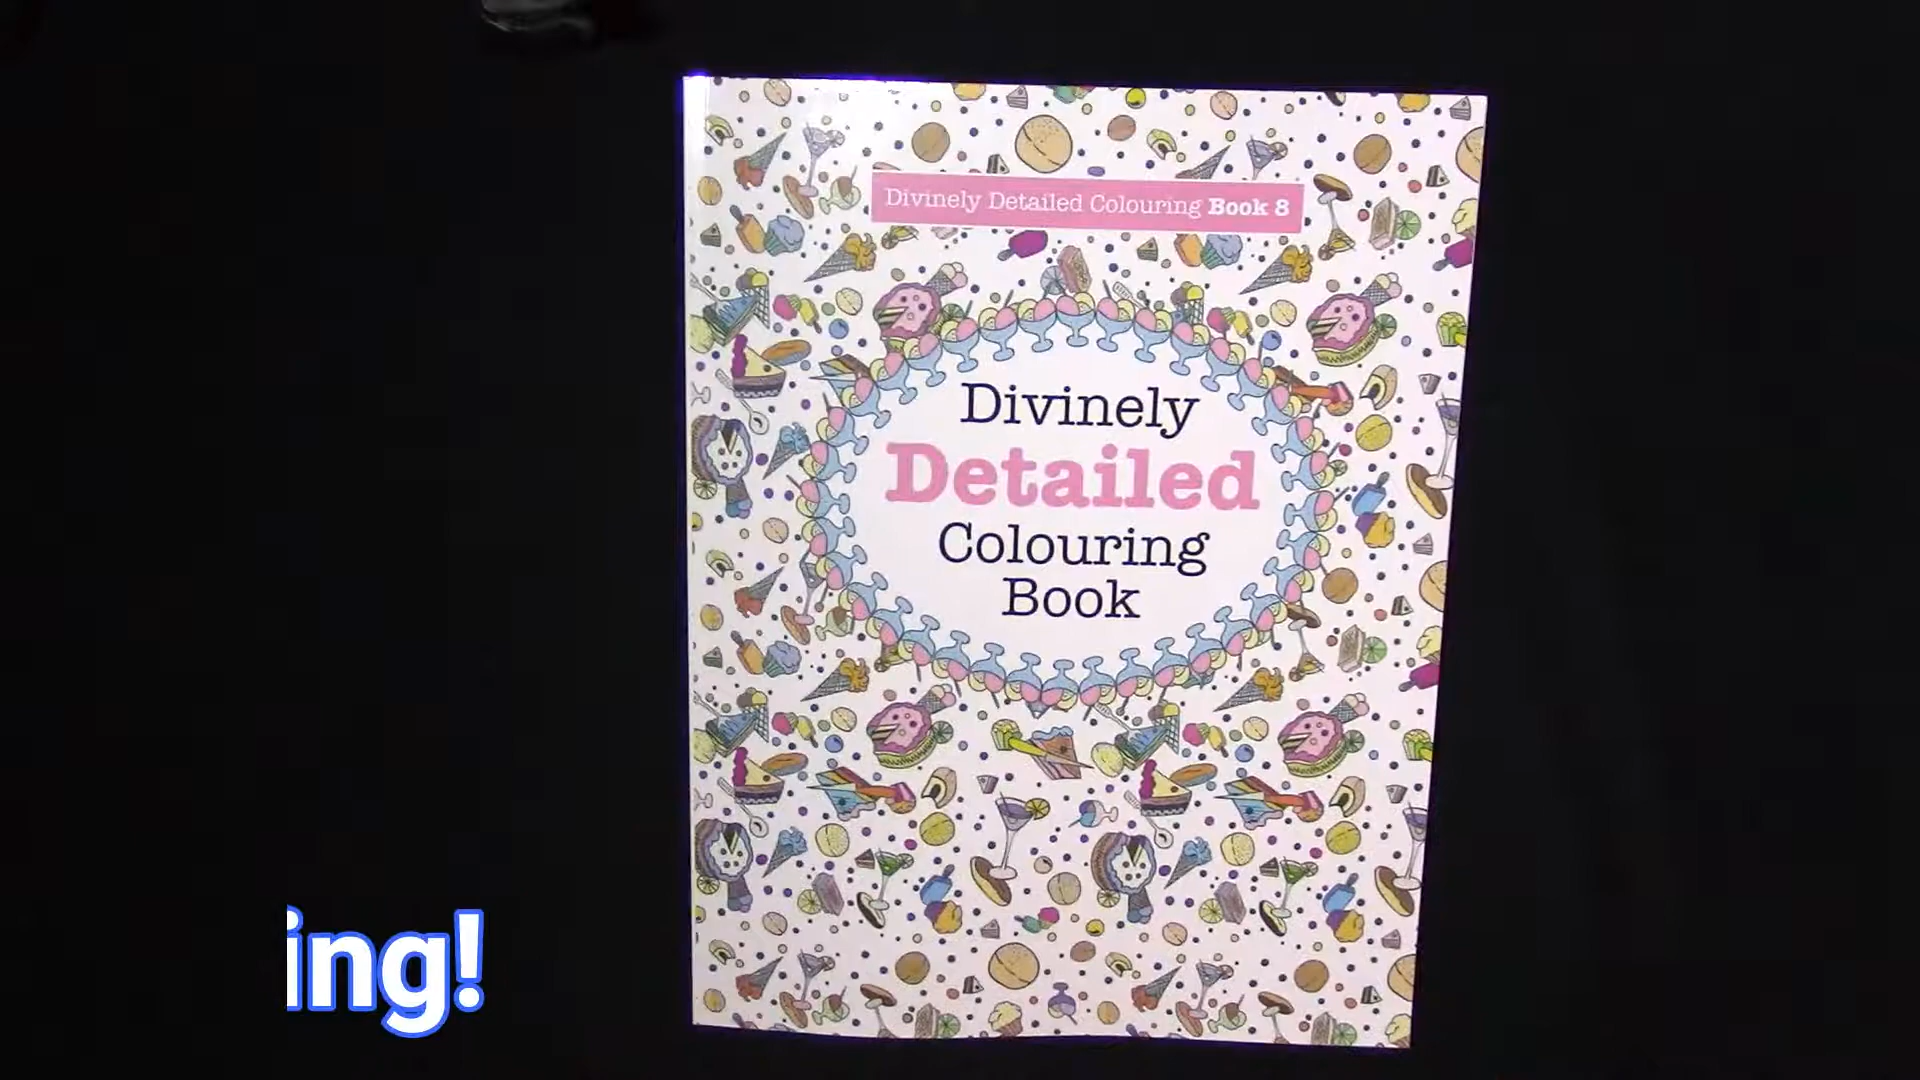 Divinely Detailed Colouring Book 8
Divinely
Detailed
Colouring
Book
ing!